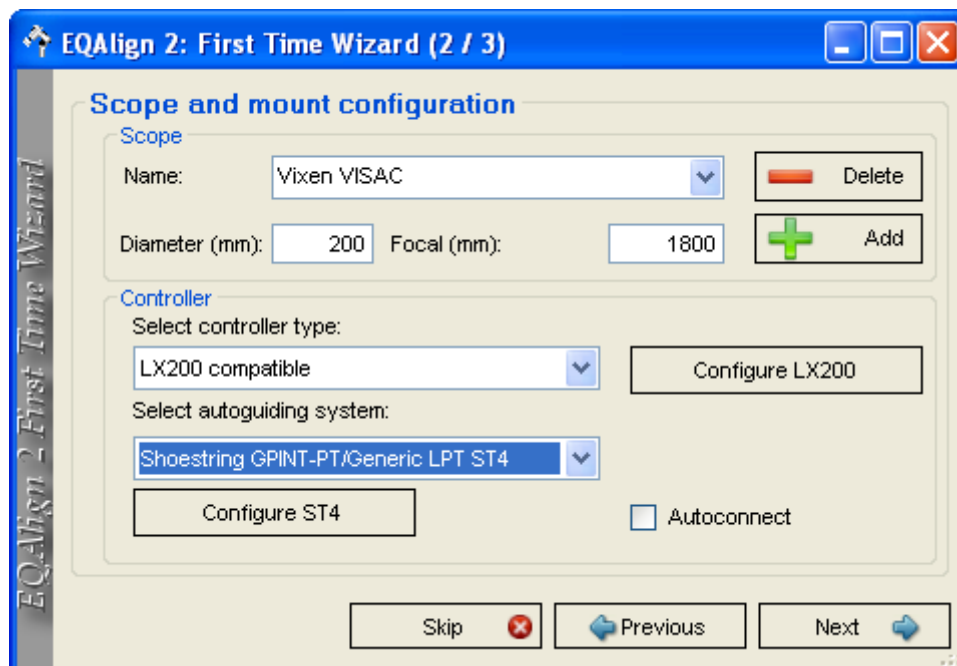 EQAlign 2: First Time Wizard (2 / 3)
EQAlign 2 First Time Wizard
Scope and mount configuration
Scope
Name: Vixen VISAC Delete
Diameter (mm): 200 Focal (mm): 1800 Add
Controller
Select controller type:
LX200 compatible Configure LX200
Select autoguiding system:
Shoestring GPINT-PT/Generic LPT ST4
Configure ST4 Autoconnect
Skip Previous Next